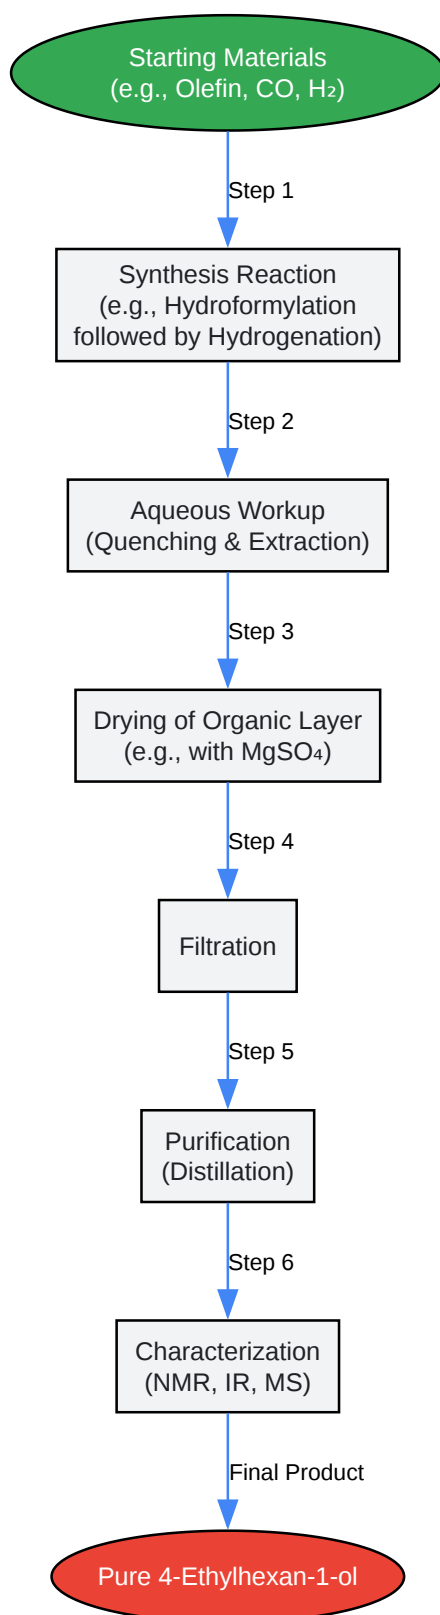 Starting Materials
(e.g., Olefin, CO, H₂)
Step 1
Synthesis Reaction
(e.g., Hydroformylation
followed by Hydrogenation)
Step 2
Aqueous Workup
(Quenching & Extraction)
Step 3
Drying of Organic Layer
(e.g., with MgSO₄)
Step 4
Filtration
Step 5
Purification
(Distillation)
Step 6
Characterization
(NMR, IR, MS)
Final Product
Pure 4-Ethylhexan-1-ol